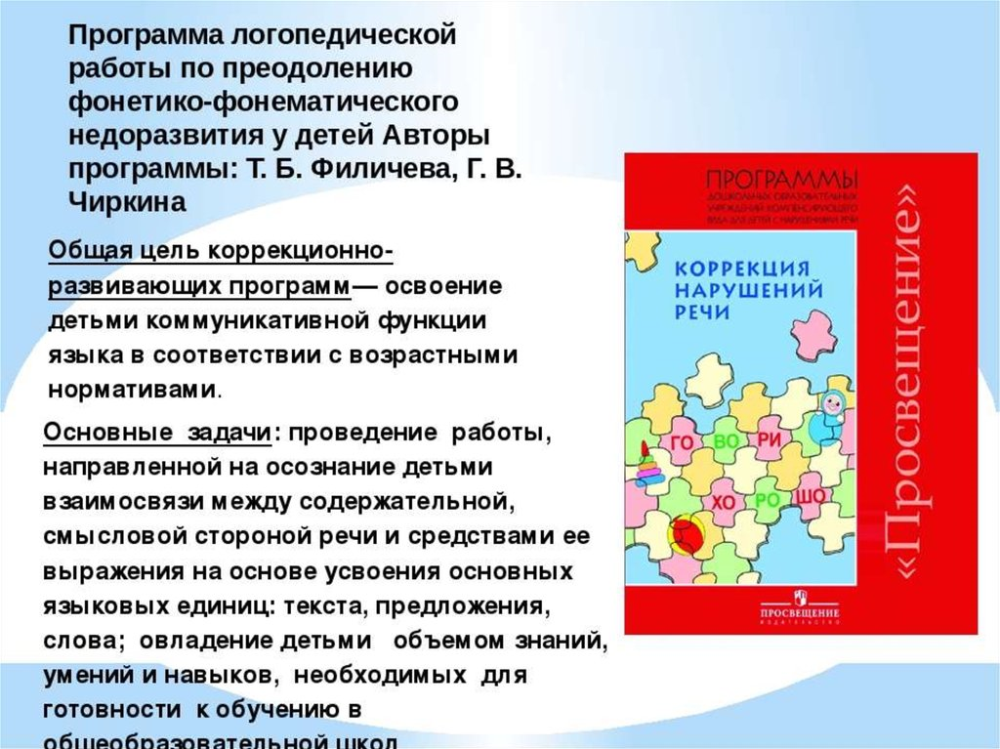 Программа логопедической
работы по преодолению
фонетико-фонематического
недоразвития у детей Авторы
программы: Т. Б. Филичева, Г. В.
Чиркина
Общая цель коррекционно-
развивающих программ— освоение
детьми коммуникативной функции
языка в соответствии с возрастными
нормативами.
Основные задачи: проведение работы,
направленной на осознание детьми
взаимосвязи между содержательной,
смысловой стороной речи и средствами ее
выражения на основе усвоения основных
языковых единиц: текста, предложения,
слова; овладение детьми объемом знаний,
умений и навыков, необходимых для
готовности к обучению в
общеобразовательной школ
ПРОГРАММЫ
ДОШКОЛЬНЫХ ОБРАЗОВАТЕЛЬНЫХ
УЧРЕЖДЕНИЙ КОМПЕНСИРУЮЩЕГО
ВИДА ДЛЯ ДЕТЕЙ С НАРУШЕНИЯМИ РЕЧИ
КОРРЕКЦИЯ
НАРУШЕНИЙ
РЕЧИ
ГО ВО РИ
ХО РО ШО
«Просвещение»
ПРОСВЕЩЕНИЕ
ИЗДАТЕЛЬСТВО